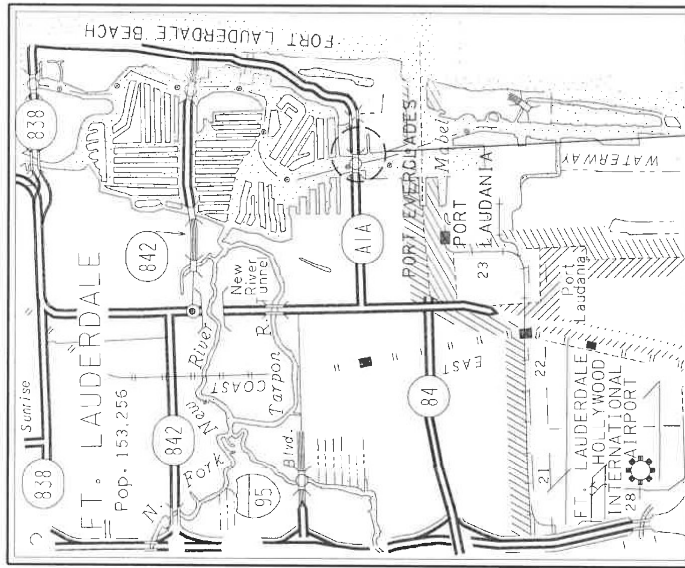 FORT LAUDERDALE BEACH
838
Sunrise
838
FT. LAUDERDALE
Pop. 153,256
842
842
N. Fork
New
River
New
River
Tunnel
COAST
Tarpon
R.
95
Blvd.
A1A
EAST
84
PORT EVERGLADES
Mabel
PORT
LAUDANIA
23
WATERWAY
Port
Laudania
22
21
FT. LAUDERDALE
HOLLYWOOD
INTERNATIONAL
AIRPORT
28